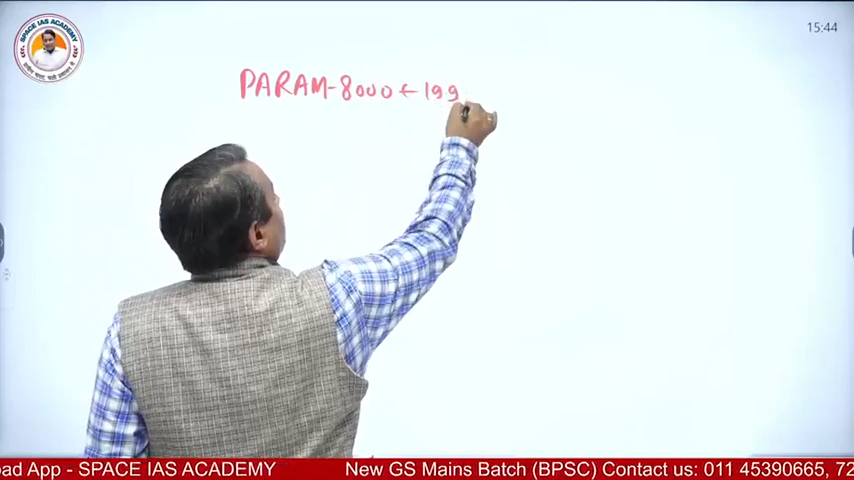 SPACE IAS ACADEMY
15:44
PARAM-8000 ← 199
oad App - SPACE IAS ACADEMY New GS Mains Batch (BPSC) Contact us: 011 45390665, 72